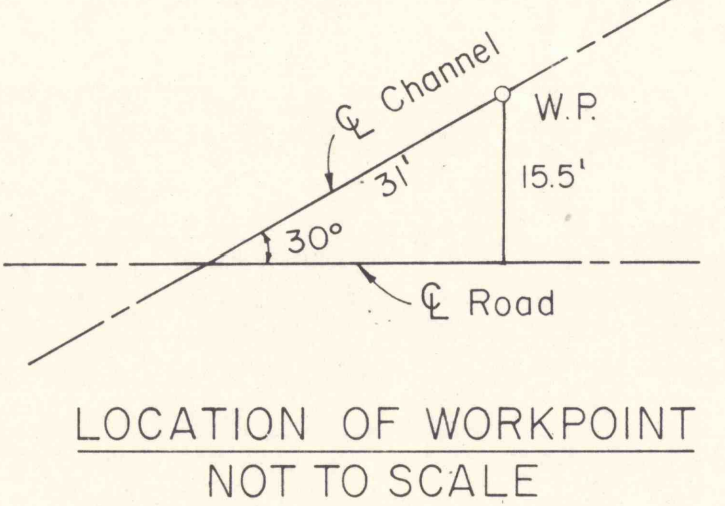 ℄ Channel
W.P.
31'
15.5'
30°
℄ Road
LOCATION OF WORKPOINT
NOT TO SCALE